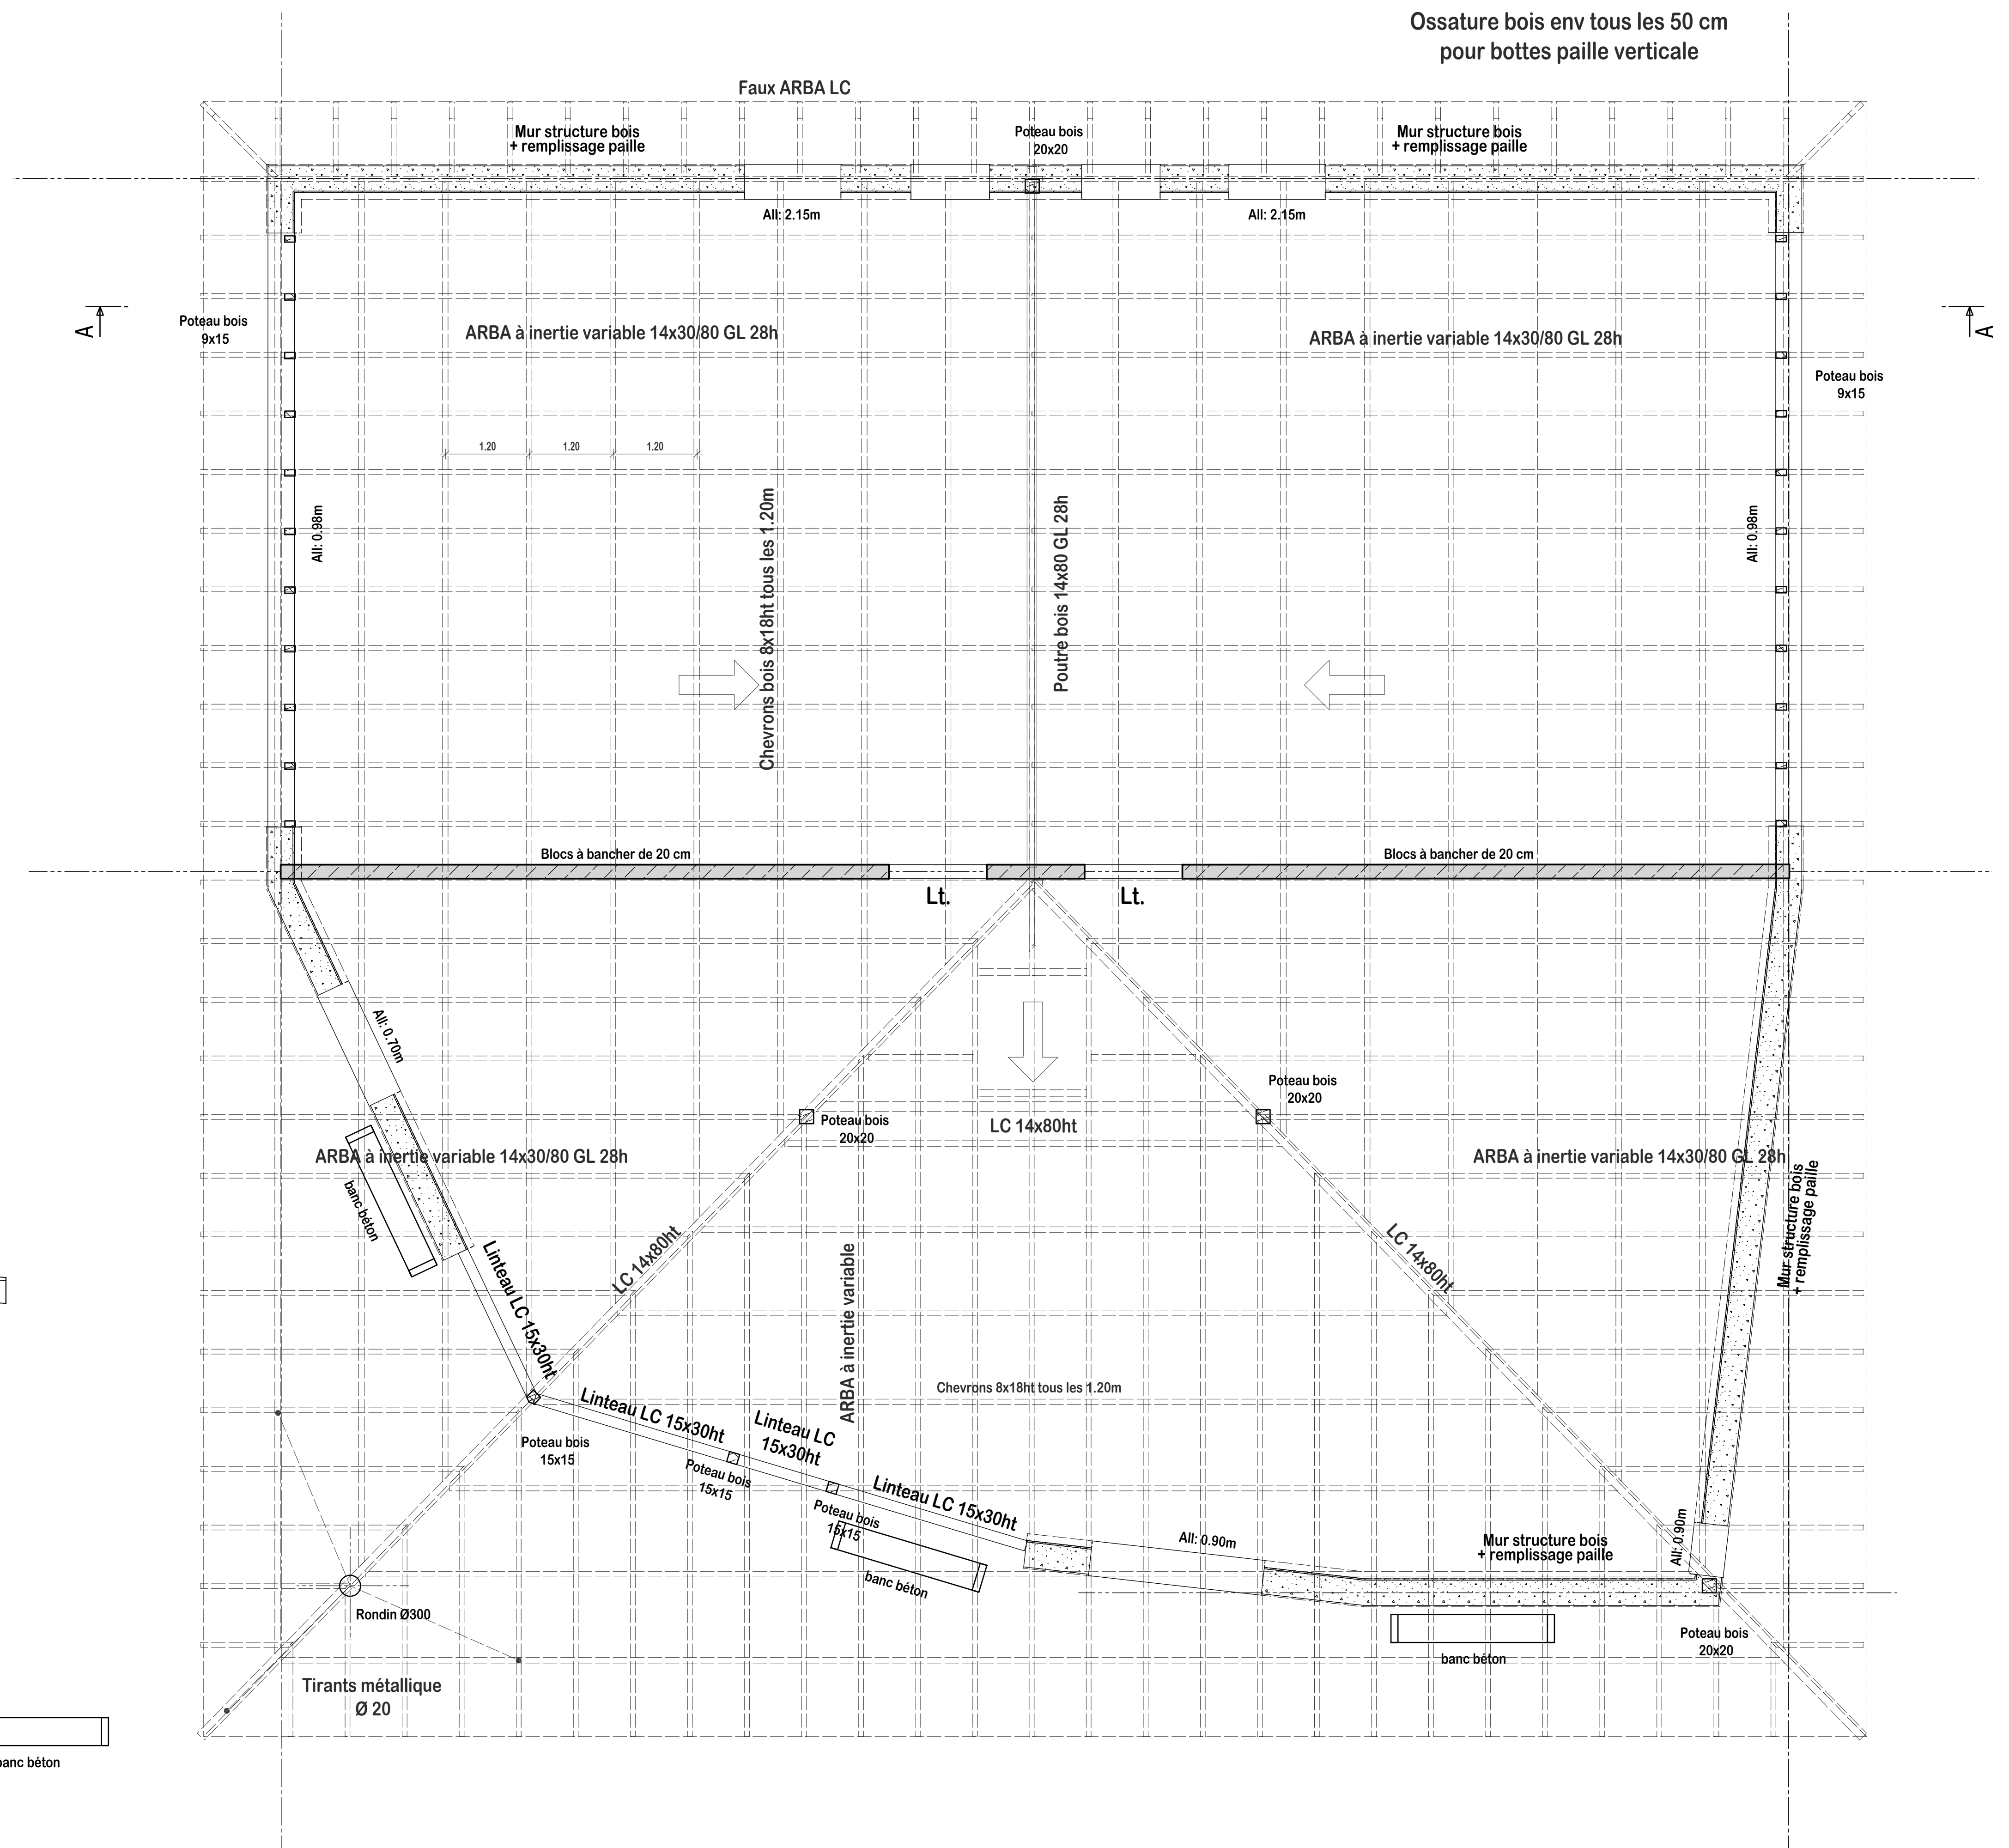 Ossature bois env tous les 50 cm
pour bottes paille verticale
Faux ARBA LC
Mur structure bois
+ remplissage paille
Poteau bois
20x20
Mur structure bois
+ remplissage paille
All: 2.15m
All: 2.15m
A
A
Poteau bois
9x15
ARBA à inertie variable 14x30/80 GL 28h
ARBA à inertie variable 14x30/80 GL 28h
Poteau bois
9x15
1.20
1.20
1.20
All: 0.98m
Chevrons bois 8x18ht tous les 1.20m
Poutre bois 14x80 GL 28h
All: 0.98m
Blocs à bancher de 20 cm
Blocs à bancher de 20 cm
Lt.
Lt.
All: 0.70m
Poteau bois
20x20
Poteau bois
20x20
LC 14x80ht
ARBA à inertie variable 14x30/80 GL 28h
ARBA à inertie variable 14x30/80 GL 28h
banc béton
Mur structure bois
+ remplissage paille
Linteau LC 15x30ht
LC 14x80ht
LC 14x80ht
ARBA à inertie variable
Chevrons 8x18ht tous les 1.20m
Linteau LC 15x30ht
Linteau LC
15x30ht
Linteau LC 15x30ht
Poteau bois
15x15
Poteau bois
15x15
Poteau bois
15x15
banc béton
All: 0.90m
All: 0.90m
Mur structure bois
+ remplissage paille
Rondin Ø300
Poteau bois
20x20
banc béton
Tirants métallique
Ø 20
banc béton